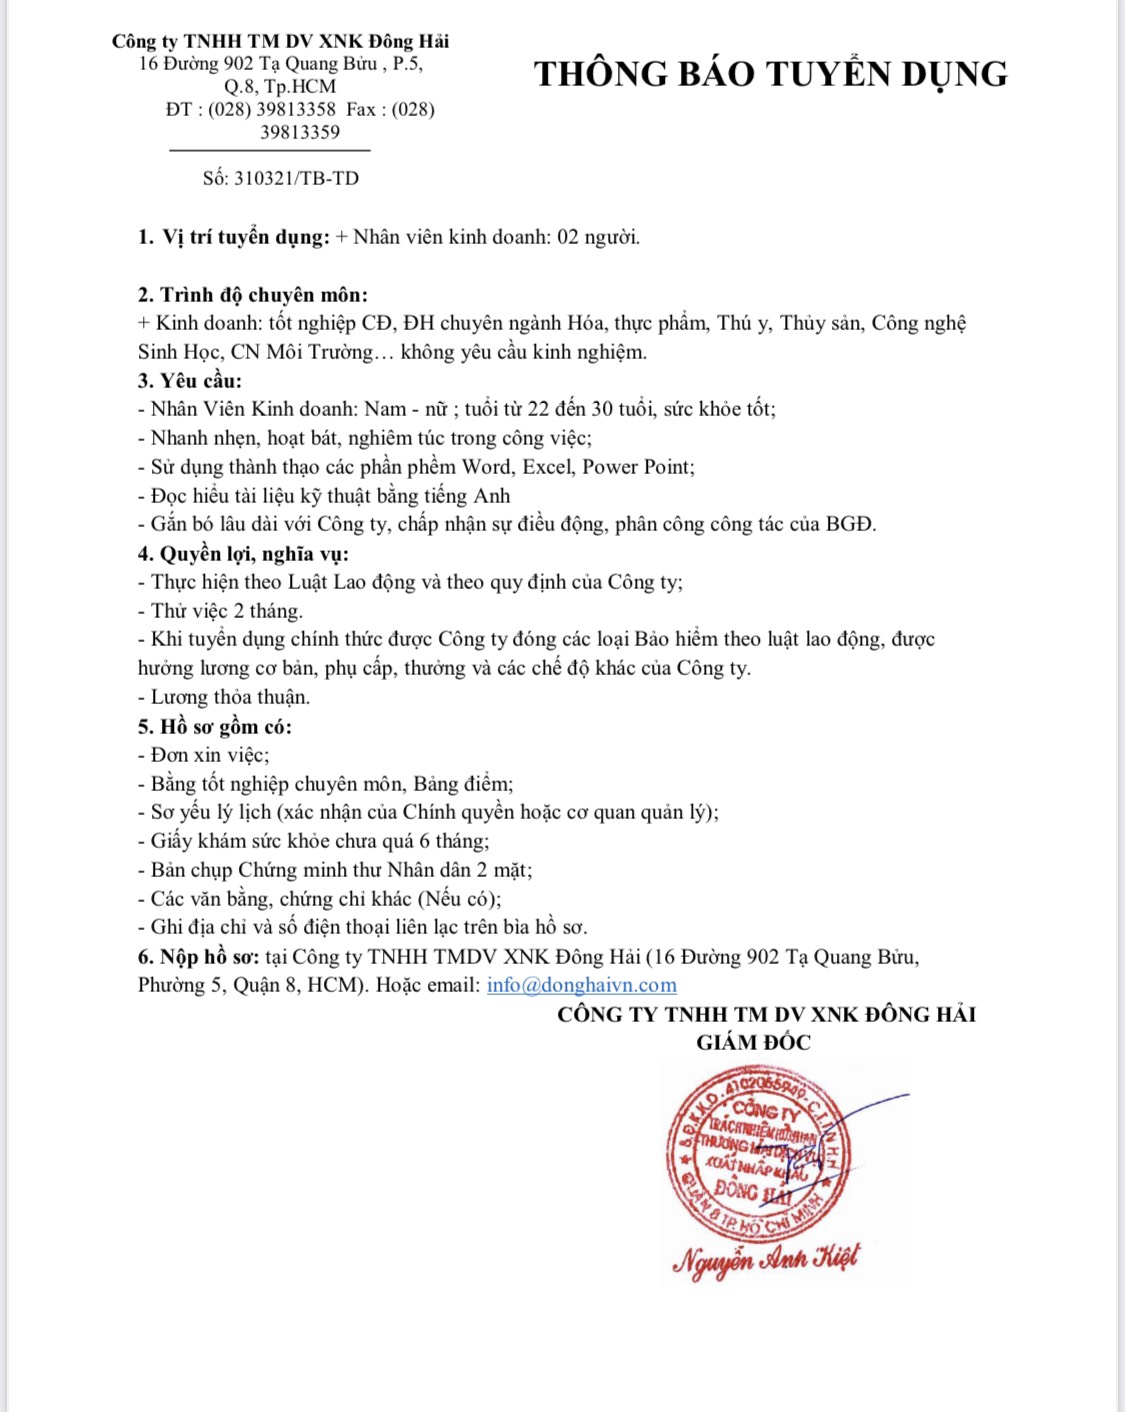 Công ty TNHH TM DV XNK Đông Hải
16 Đường 902 Tạ Quang Bửu , P.5,
Q.8, Tp.HCM
ĐT : (028) 39813358 Fax : (028)
39813359
Số: 310321/TB-TD
THÔNG BÁO TUYỂN DỤNG
1. Vị trí tuyển dụng: + Nhân viên kinh doanh: 02 người.
2. Trình độ chuyên môn:
+ Kinh doanh: tốt nghiệp CĐ, ĐH chuyên ngành Hóa, thực phẩm, Thú y, Thủy sản, Công nghệ
Sinh Học, CN Môi Trường… không yêu cầu kinh nghiệm.
3. Yêu cầu:
- Nhân Viên Kinh doanh: Nam - nữ ; tuổi từ 22 đến 30 tuổi, sức khỏe tốt;
- Nhanh nhẹn, hoạt bát, nghiêm túc trong công việc;
- Sử dụng thành thạo các phần phềm Word, Excel, Power Point;
- Đọc hiểu tài liệu kỹ thuật bằng tiếng Anh
- Gắn bó lâu dài với Công ty, chấp nhận sự điều động, phân công công tác của BGĐ.
4. Quyền lợi, nghĩa vụ:
- Thực hiện theo Luật Lao động và theo quy định của Công ty;
- Thử việc 2 tháng.
- Khi tuyển dụng chính thức được Công ty đóng các loại Bảo hiểm theo luật lao động, được
hưởng lương cơ bản, phụ cấp, thưởng và các chế độ khác của Công ty.
- Lương thỏa thuận.
5. Hồ sơ gồm có:
- Đơn xin việc;
- Bằng tốt nghiệp chuyên môn, Bảng điểm;
- Sơ yếu lý lịch (xác nhận của Chính quyền hoặc cơ quan quản lý);
- Giấy khám sức khỏe chưa quá 6 tháng;
- Bản chụp Chứng minh thư Nhân dân 2 mặt;
- Các văn bằng, chứng chỉ khác (Nếu có);
- Ghi địa chỉ và số điện thoại liên lạc trên bìa hồ sơ.
6. Nộp hồ sơ: tại Công ty TNHH TMDV XNK Đông Hải (16 Đường 902 Tạ Quang Bửu,
Phường 5, Quận 8, HCM). Hoặc email: info@donghaivn.com
CÔNG TY TNHH TM DV XNK ĐÔNG HẢI
GIÁM ĐỐC
S.Đ.K.K.D. 4102065949-C.T.T.N.H.H
CÔNG TY
TRÁCH NHIỆM HỮU HẠN
THƯƠNG MẠI DỊCH VỤ
XUẤT NHẬP KHẨU
ĐÔNG HẢI
QUẬN 8 TP. HỒ CHÍ MINH
Nguyễn Anh Kiệt